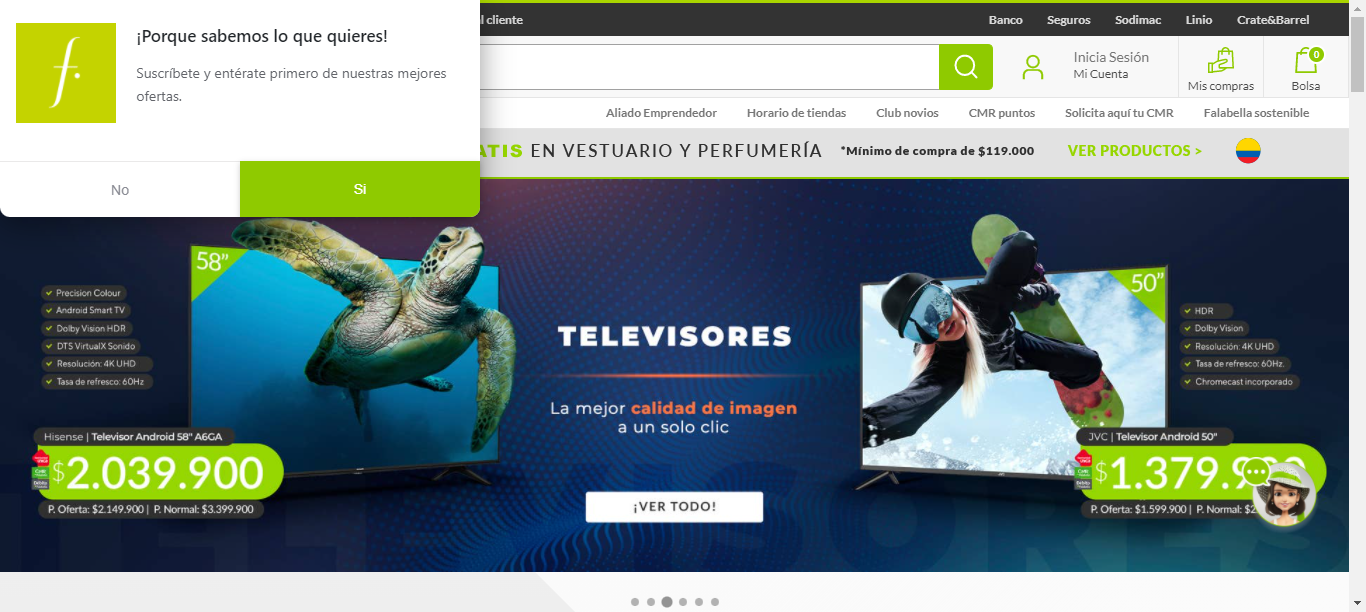 l cliente
Banco
Seguros
Sodimac
Linio
Crate&Barrel
f.
¡Porque sabemos lo que quieres!
Suscríbete y entérate primero de nuestras mejores
ofertas.
No
Si
Inicia Sesión
Mi Cuenta
Mis compras
0
Bolsa
Aliado Emprendedor
Horario de tiendas
Club novios
CMR puntos
Solicita aquí tu CMR
Falabella sostenible
ATIS EN VESTUARIO Y PERFUMERÍA *Mínimo de compra de $119.000 VER PRODUCTOS >
58”
Precision Colour
Android Smart TV
Dolby Vision HDR
DTS VirtualX Sonido
Resolución: 4K UHD
Tasa de refresco: 60Hz
Hisense | Televisor Android 58" A6GA
$2.039.900
P. Oferta: $2.149.900 | P. Normal: $3.399.900
TELEVISORES
La mejor calidad de imagen
a un solo clic
¡VER TODO!
50”
HDR
Dolby Vision
Resolución: 4K UHD
Tasa de refresco: 60Hz.
Chromecast incorporado
JVC | Televisor Android 50"
$1.379.9
P. Oferta: $1.599.900 | P. Normal: $2